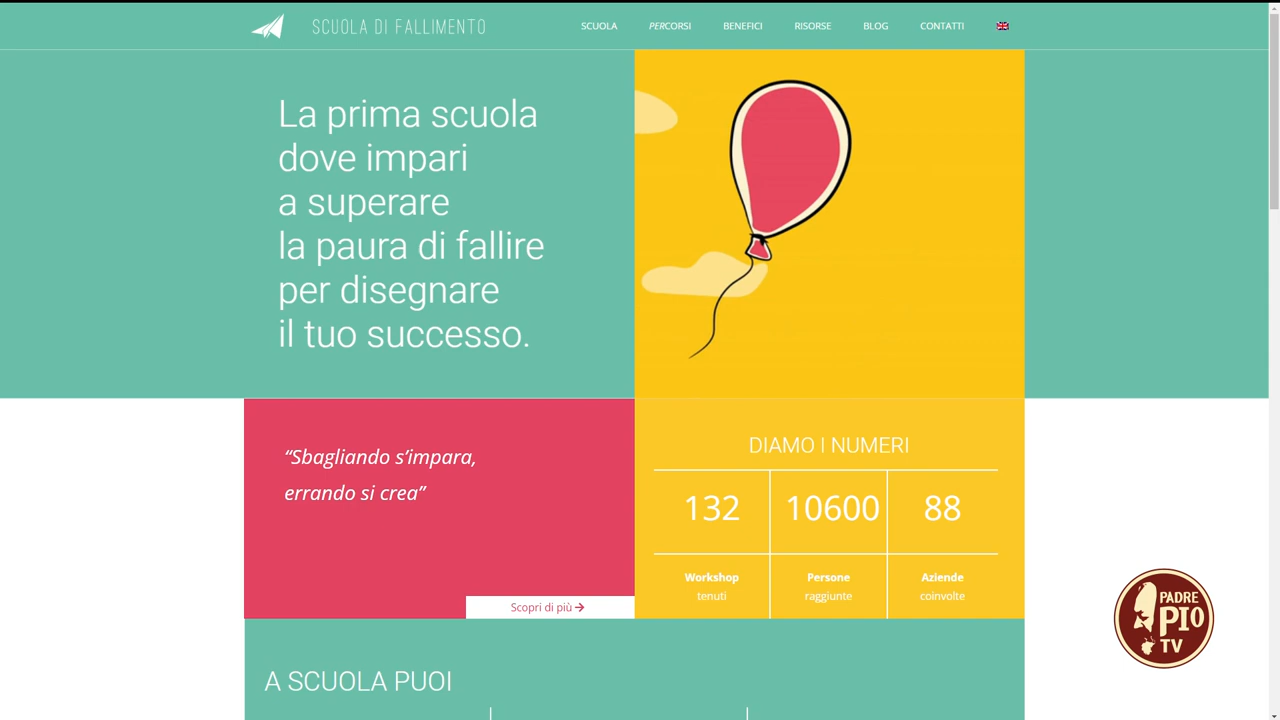 SCUOLA DI FALLIMENTO
SCUOLA PERCORSI BENEFICI RISORSE BLOG CONTATTI
La prima scuola
dove impari
a superare
la paura di fallire
per disegnare
il tuo successo.
“Sbagliando s’impara,
errando si crea”
Scopri di più
DIAMO I NUMERI
132 10600 88
Workshop Persone Aziende
tenuti raggiunte coinvolte
A SCUOLA PUOI
PADRE
PIO
TV